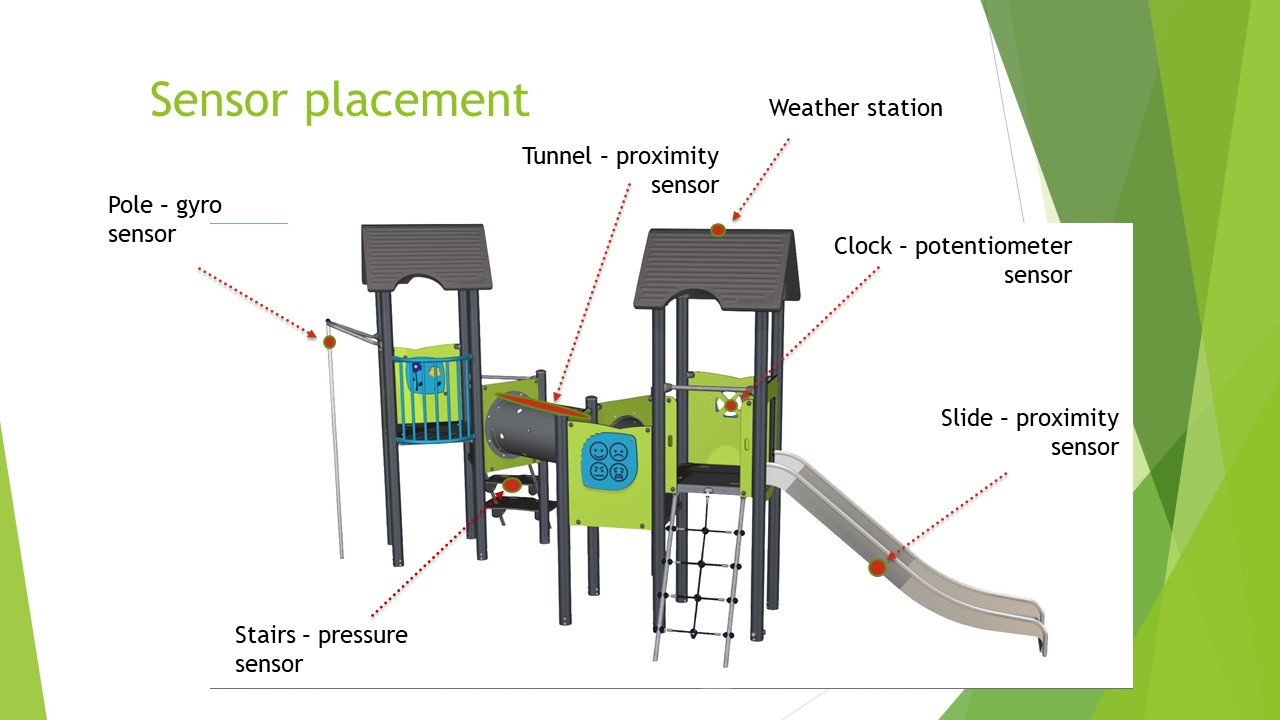 Sensor placement
Weather station
Tunnel – proximity
sensor
Pole – gyro
sensor
Clock – potentiometer
sensor
Slide – proximity
sensor
Stairs – pressure
sensor